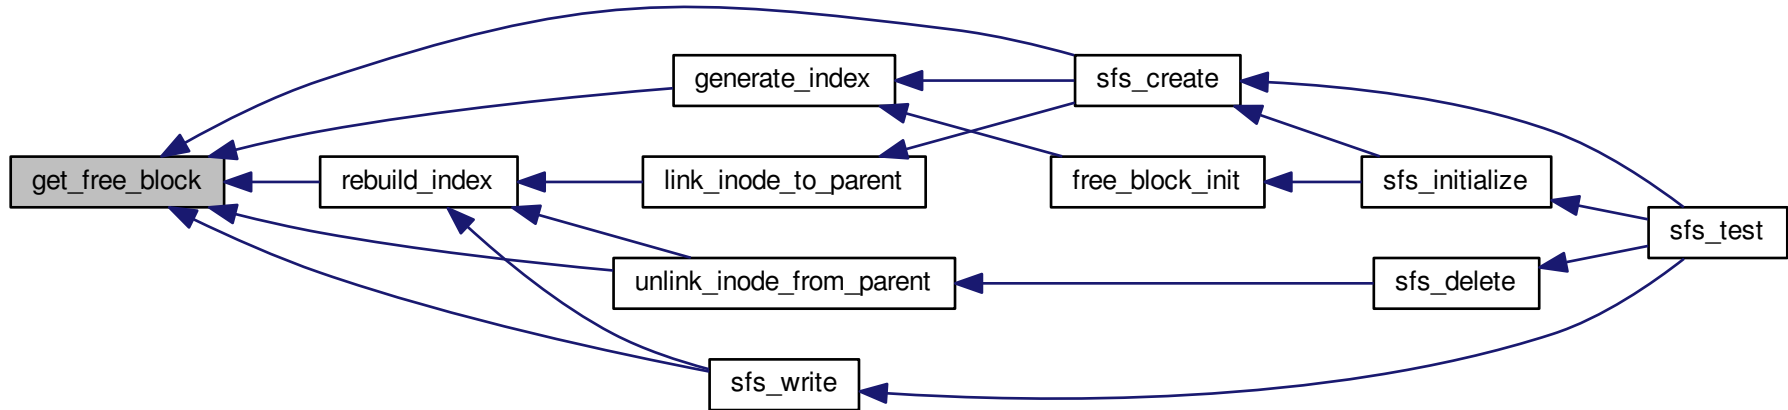 generate_index
sfs_create
get_free_block
rebuild_index
link_inode_to_parent
free_block_init
sfs_initialize
sfs_test
unlink_inode_from_parent
sfs_delete
sfs_write